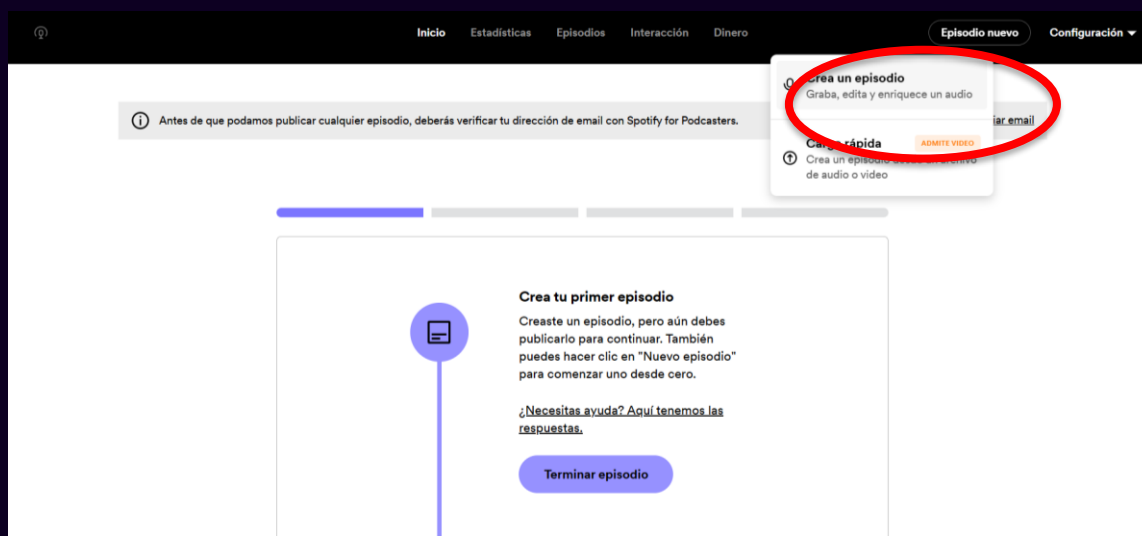 Inicio Estadísticas Episodios Interacción Dinero Episodio nuevo Configuración
Crea un episodio
Graba, edita y enriquece un audio
Antes de que podamos publicar cualquier episodio, deberás verificar tu dirección de email con Spotify for Podcasters.
email
Carga rápida ADMITE VIDEO
Crea un episodio desde un archivo
de audio o video
Crea tu primer episodio
Creaste un episodio, pero aún debes
publicarlo para continuar. También
puedes hacer clic en "Nuevo episodio"
para comenzar uno desde cero.
¿Necesitas ayuda? Aquí tenemos las
respuestas.
Terminar episodio